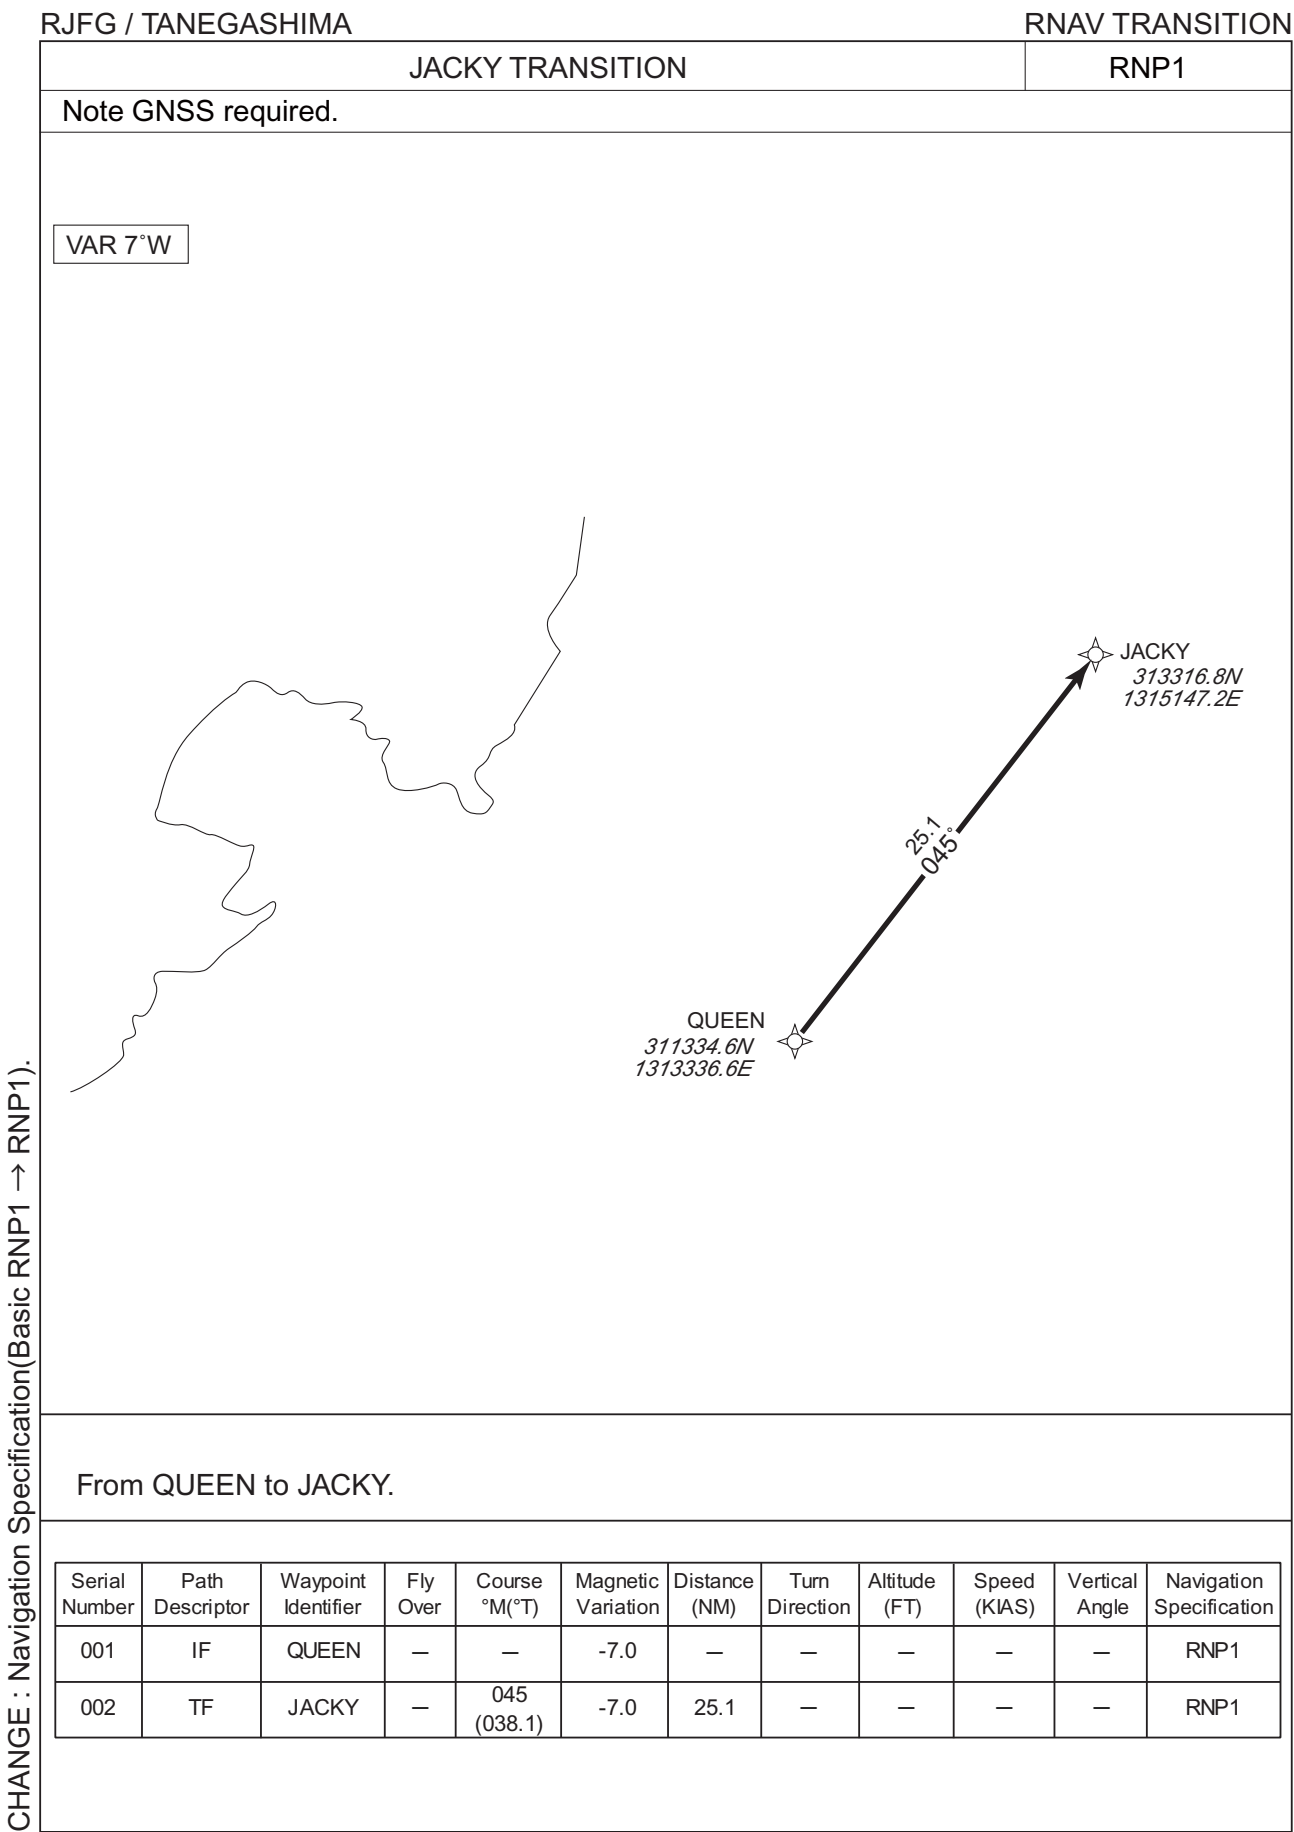 RJFG / TANEGASHIMA RNAV TRANSITION
JACKY TRANSITION RNP1
Note GNSS required.
VAR 7˚W
JACKY
313316.8N
1315147.2E
25.1
045˚
QUEEN
311334.6N
1313336.6E
From QUEEN to JACKY.
Serial Number Path Descriptor Waypoint Identifier Fly Over Course °M(°T) Magnetic Variation Distance (NM) Turn Direction Altitude (FT) Speed (KIAS) Vertical Angle Navigation Specification
001 IF QUEEN — — -7.0 — — — — — RNP1
002 TF JACKY — 045 (038.1) -7.0 25.1 — — — — RNP1
CHANGE : Navigation Specification(Basic RNP1 → RNP1).